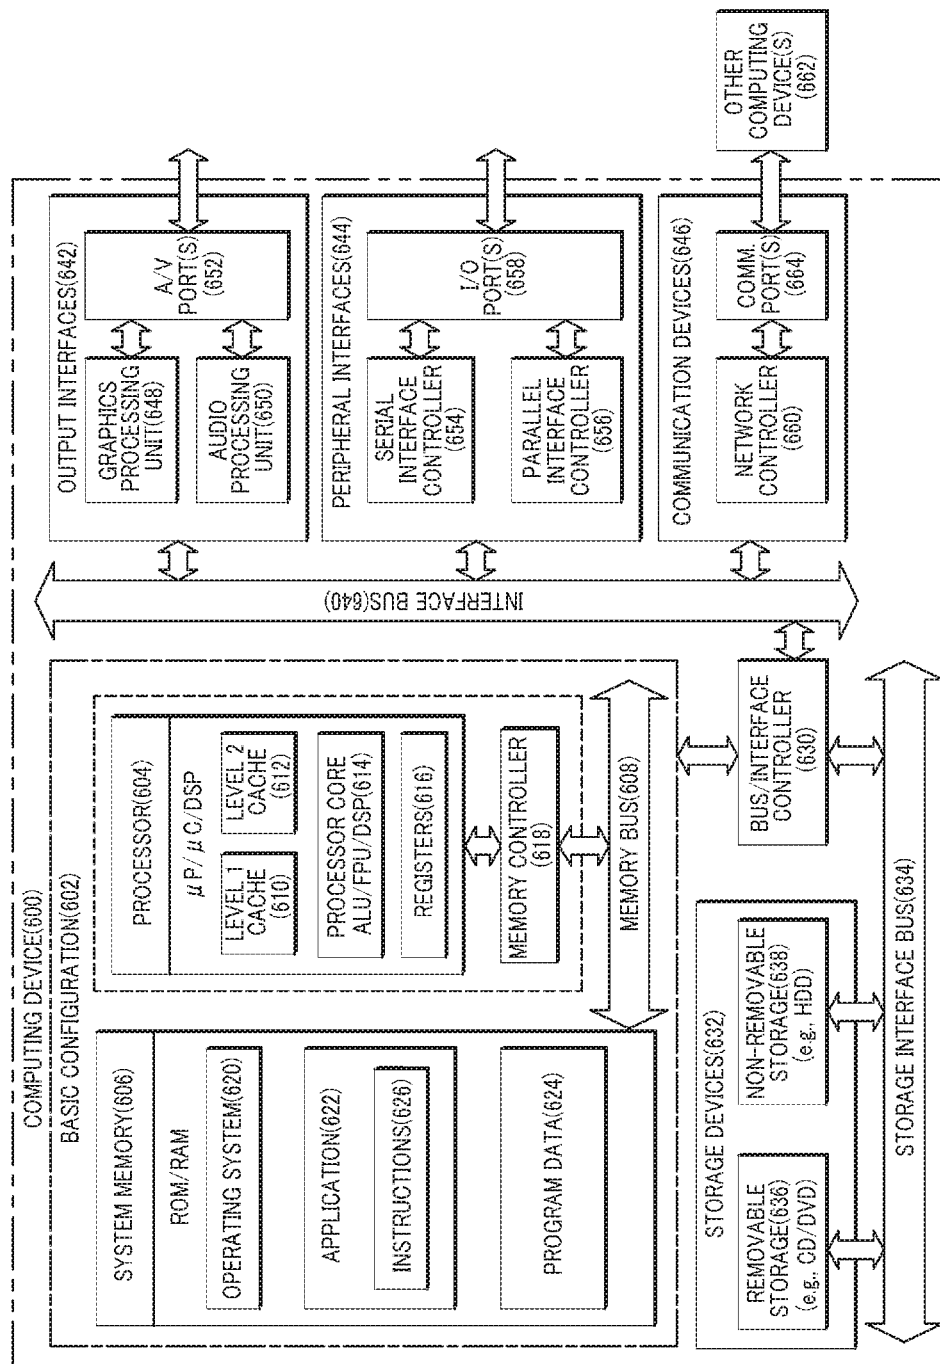 COMPUTING DEVICE(600)
BASIC CONFIGURATION(602)
SYSTEM MEMORY(606)
ROM/RAM
OPERATING SYSTEM(620)
APPLICATION(622)
INSTRUCTIONS(626)
PROGRAM DATA(624)
PROCESSOR(604)
μP/μC/DSP
LEVEL 1
CACHE
(610)
LEVEL 2
CACHE
(612)
PROCESSOR CORE
ALU/FPU/DSP(614)
REGISTERS(616)
MEMORY CONTROLLER
(618)
MEMORY BUS(608)
STORAGE DEVICES(632)
REMOVABLE
STORAGE(636)
(e.g., CD/DVD)
NON-REMOVABLE
STORAGE(638)
(e.g., HDD)
BUS/INTERFACE
CONTROLLER
(630)
STORAGE INTERFACE BUS(634)
INTERFACE BUS(640)
OUTPUT INTERFACES(642)
GRAPHICS
PROCESSING
UNIT(648)
AUDIO
PROCESSING
UNIT(650)
A/V
PORT(S)
(652)
PERIPHERAL INTERFACES(644)
SERIAL
INTERFACE
CONTROLLER
(654)
PARALLEL
INTERFACE
CONTROLLER
(656)
I/O
PORT(S)
(658)
COMMUNICATION DEVICES(646)
NETWORK
CONTROLLER
(660)
COMM.
PORT(S)
(664)
OTHER
COMPUTING
DEVICE(S)
(662)